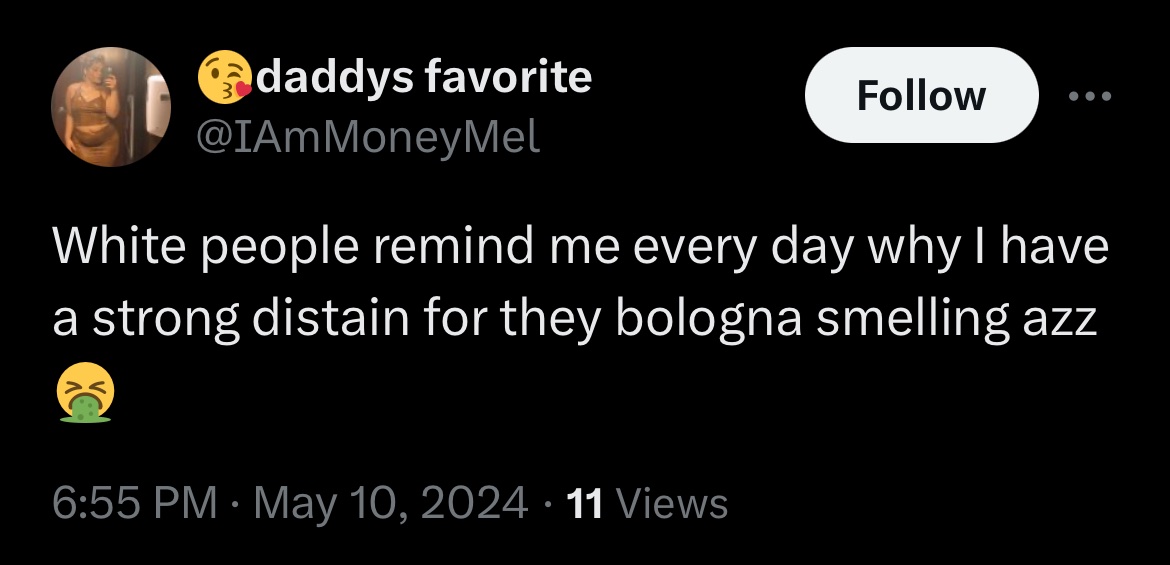 😘daddys favorite
@IAmMoneyMel
Follow
White people remind me every day why I have
a strong distain for they bologna smelling azz
🤮
6:55 PM · May 10, 2024 · 11 Views